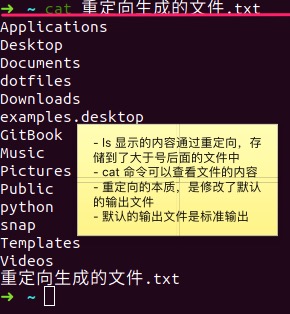 ➜ ~ cat 重定向生成的文件.txt
Applications
Desktop
Documents
dotfiles
Downloads
examples.desktop
GitBook
Music
Pictures
Public
python
snap
Templates
Videos
重定向生成的文件.txt
➜ ~
- ls 显示的内容通过重定向，存
储到了大于号后面的文件中
- cat 命令可以查看文件的内容
- 重定向的本质，是修改了默认
的输出文件
- 默认的输出文件是标准输出